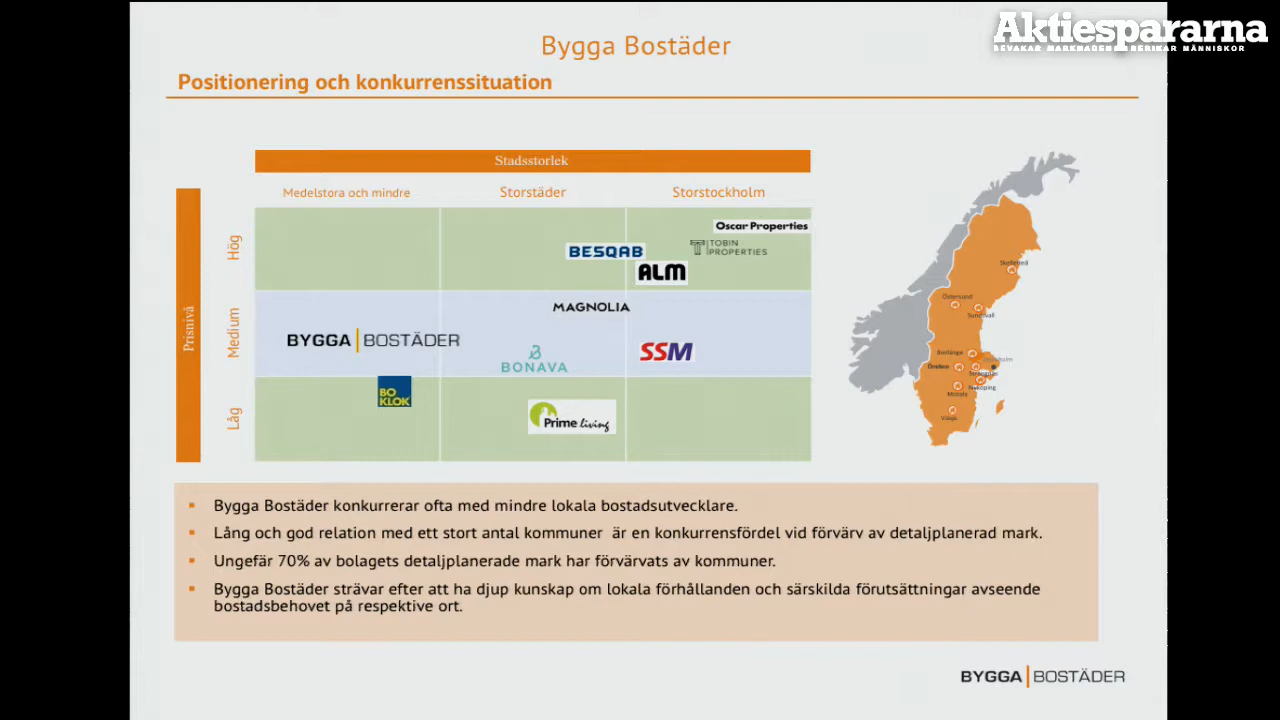 Aktiespararna
BEVAKAR MARKNADEN BERIKAR MÄNNISKOR
Bygga Bostäder
Positionering och konkurrenssituation
Stadsstorlek
Medelstora och mindre
Storstäder
Storstockholm
Prisnivå
Hög
Medium
Låg
Oscar Properties
TOBIN
PROPERTIES
BESQAB
ALM
MAGNOLIA
BYGGA|BOSTÄDER
BONAVA
SSM
BO
KLOK
Prime living
Skellefteå
Östersund
Sundsvall
Borlänge
Örebro
Motala
Växjö
Bygga Bostäder konkurrerar ofta med mindre lokala bostadsutvecklare.
Lång och god relation med ett stort antal kommuner är en konkurrensfördel vid förvärv av detaljplanerad mark.
Ungefär 70% av bolagets detaljplanerade mark har förvärvats av kommuner.
Bygga Bostäder strävar efter att ha djup kunskap om lokala förhållanden och särskilda förutsättningar avseende
bostadsbehovet på respektive ort.
BYGGA|BOSTÄDER